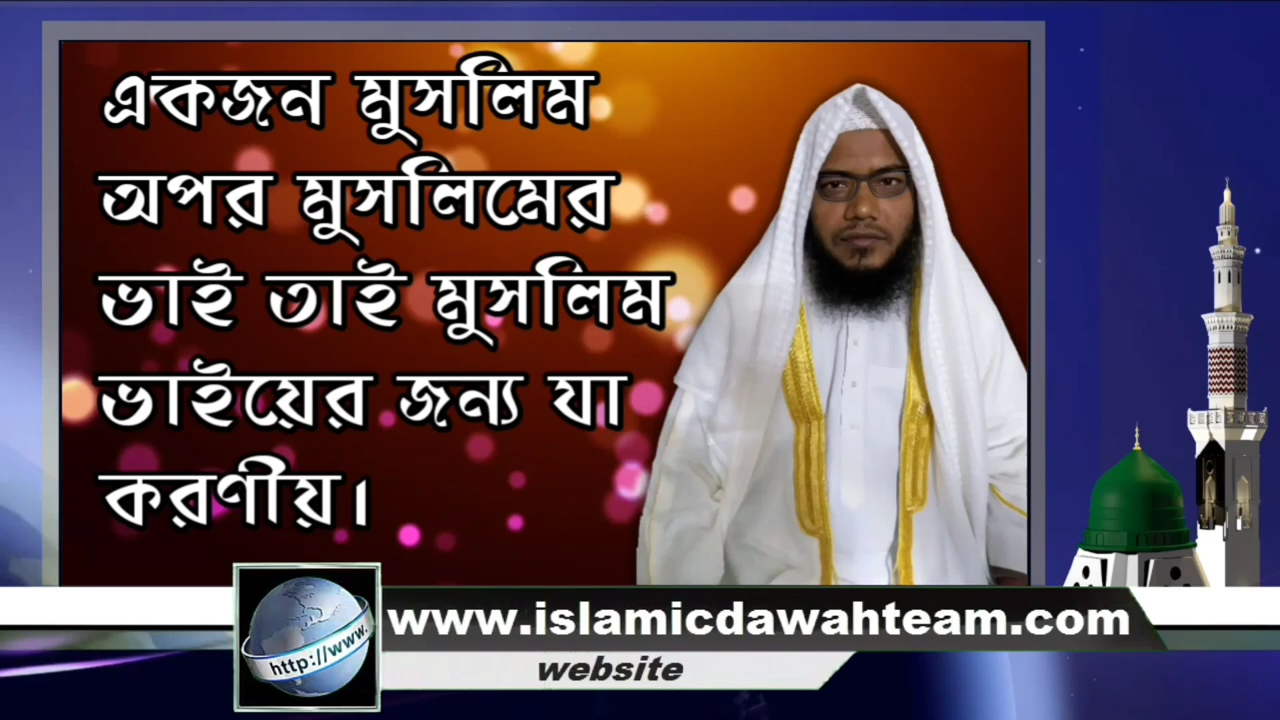 একজন মুসলিম
অপর মুসলিমের
ভাই তাই মুসলিম
ভাইয়ের জন্য যা
করণীয়।
http://www.
www.islamicdawahteam.com
website